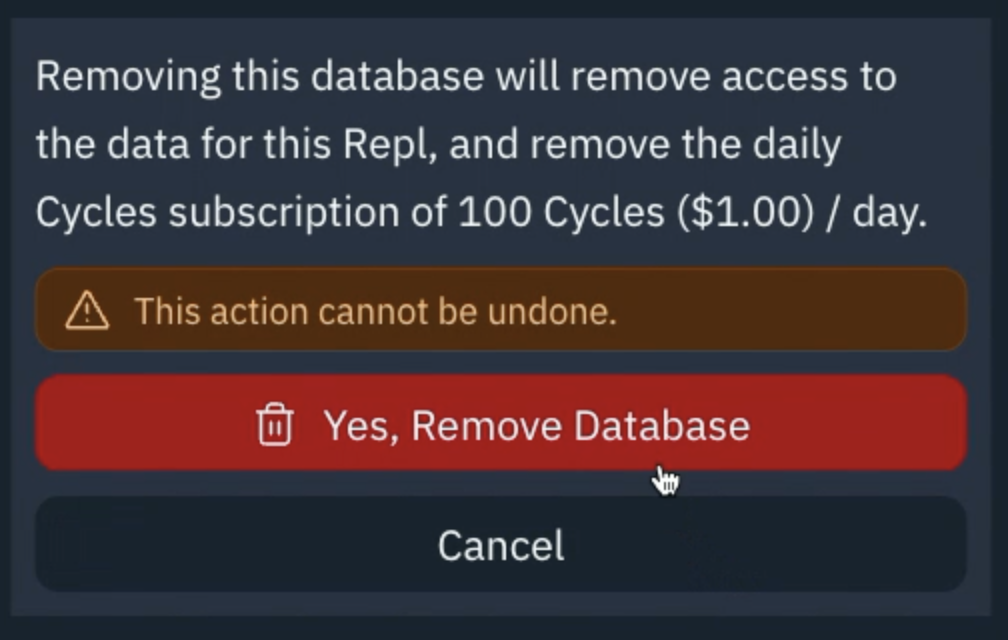 Removing this database will remove access to
the data for this Repl, and remove the daily
Cycles subscription of 100 Cycles ($1.00) / day.
This action cannot be undone.
Yes, Remove Database
Cancel